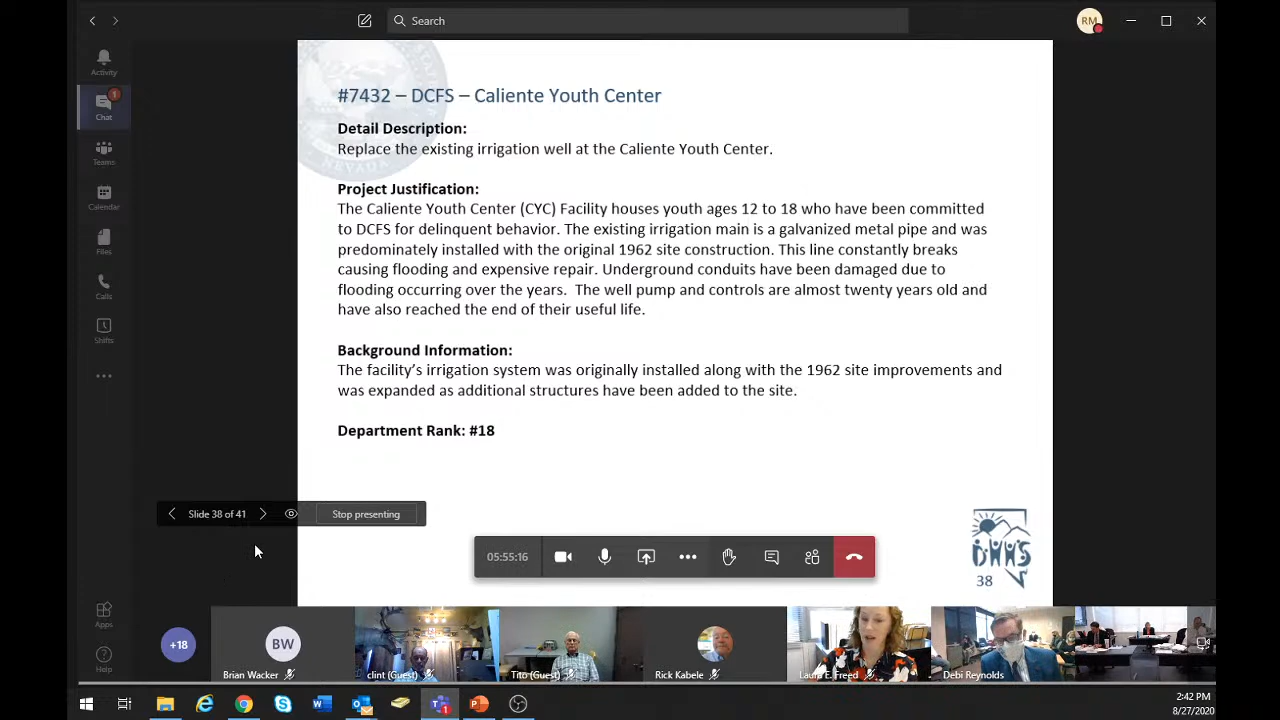 Search
RM
Activity
1
Chat
Teams
Calendar
Files
Calls
Shifts
Apps
Help
#7432 – DCFS – Caliente Youth Center
Detail Description:
Replace the existing irrigation well at the Caliente Youth Center.
Project Justification:
The Caliente Youth Center (CYC) Facility houses youth ages 12 to 18 who have been committed
to DCFS for delinquent behavior. The existing irrigation main is a galvanized metal pipe and was
predominately installed with the original 1962 site construction. This line constantly breaks
causing flooding and expensive repair. Underground conduits have been damaged due to
flooding occurring over the years. The well pump and controls are almost twenty years old and
have also reached the end of their useful life.
Background Information:
The facility's irrigation system was originally installed along with the 1962 site improvements and
was expanded as additional structures have been added to the site.
Department Rank: #18
NEVADA
Slide 38 of 41
Stop presenting
05:55:16
DHHS
38
+18
BW
Brian Wacker
clint (Guest)
Tito (Guest)
Rick Kabele
Laura E. Freed
Debi Reynolds
2:42 PM
8/27/2020